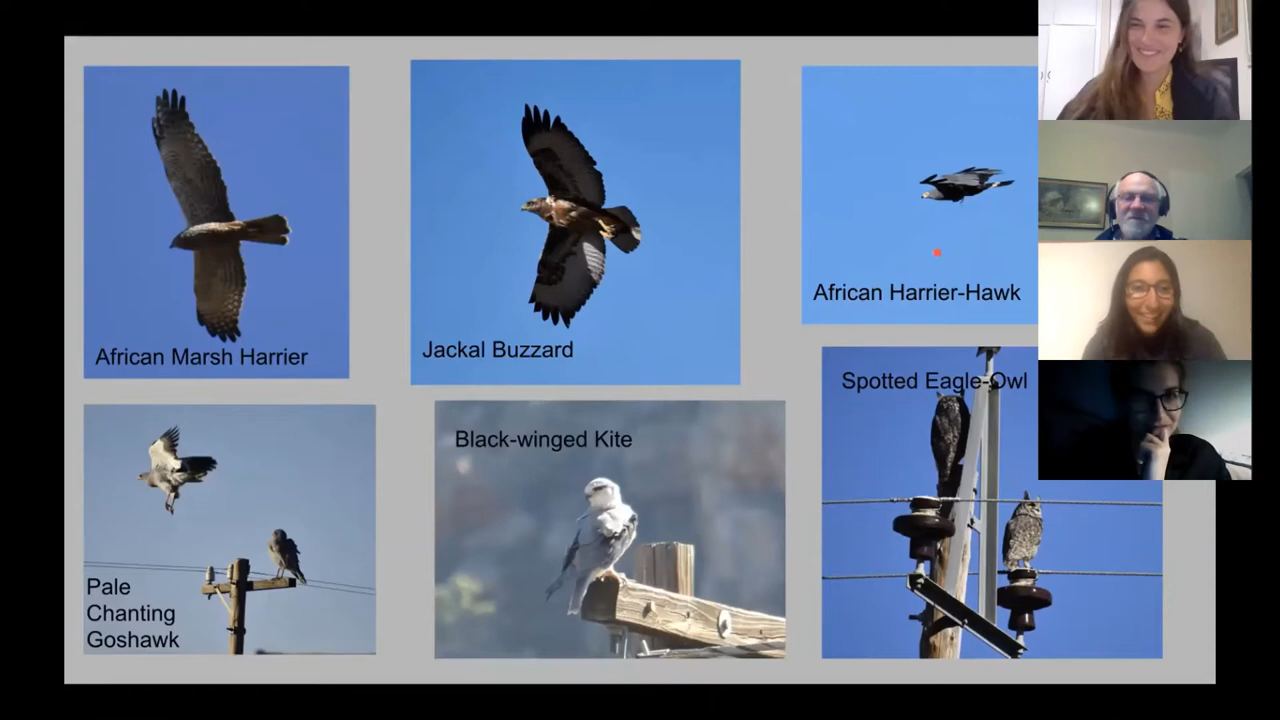 African Marsh Harrier
Jackal Buzzard
African Harrier-Hawk
Pale
Chanting
Goshawk
Black-winged Kite
Spotted Eagle-Owl